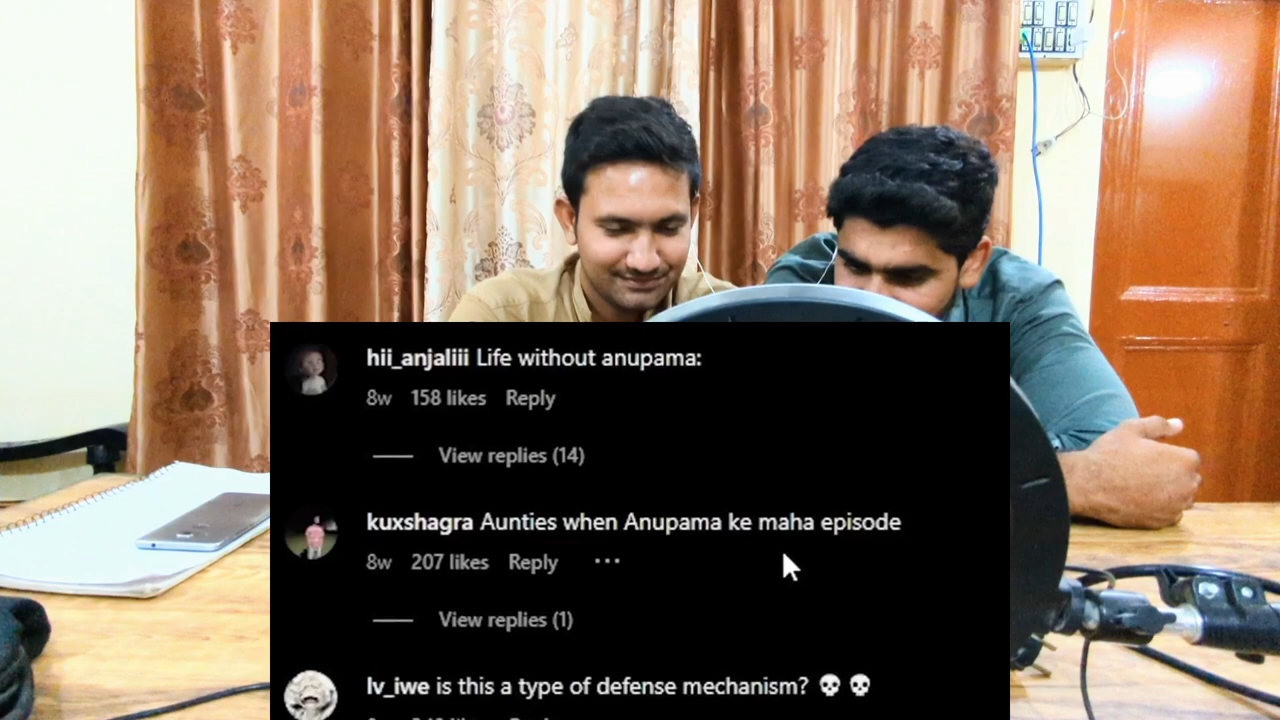 hii_anjaliii Life without anupama:
8w 158 likes Reply
View replies (14)
kuxshagra Aunties when Anupama ke maha episode
8w 207 likes Reply ...
View replies (1)
lv_iwe is this a type of defense mechanism? 💀💀